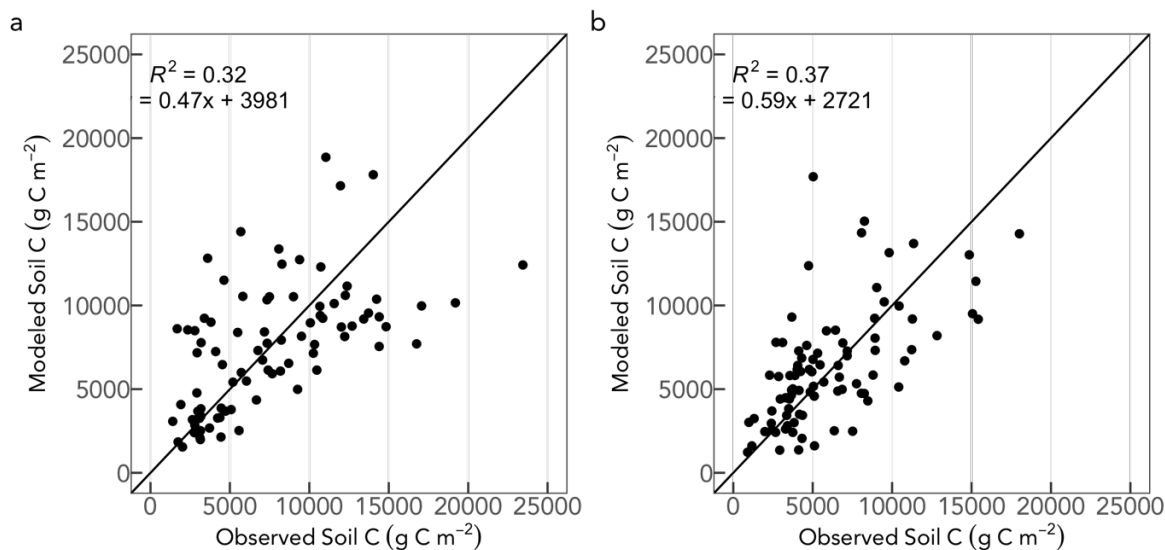 a
25000
20000
15000
10000
5000
0
Modeled Soil C (g C m⁻²)
R² = 0.32
= 0.47x + 3981
0 5000 10000 15000 20000 25000
Observed Soil C (g C m⁻²)
b
25000
20000
15000
10000
5000
0
Modeled Soil C (g C m⁻²)
R² = 0.37
= 0.59x + 2721
0 5000 10000 15000 20000 25000
Observed Soil C (g C m⁻²)